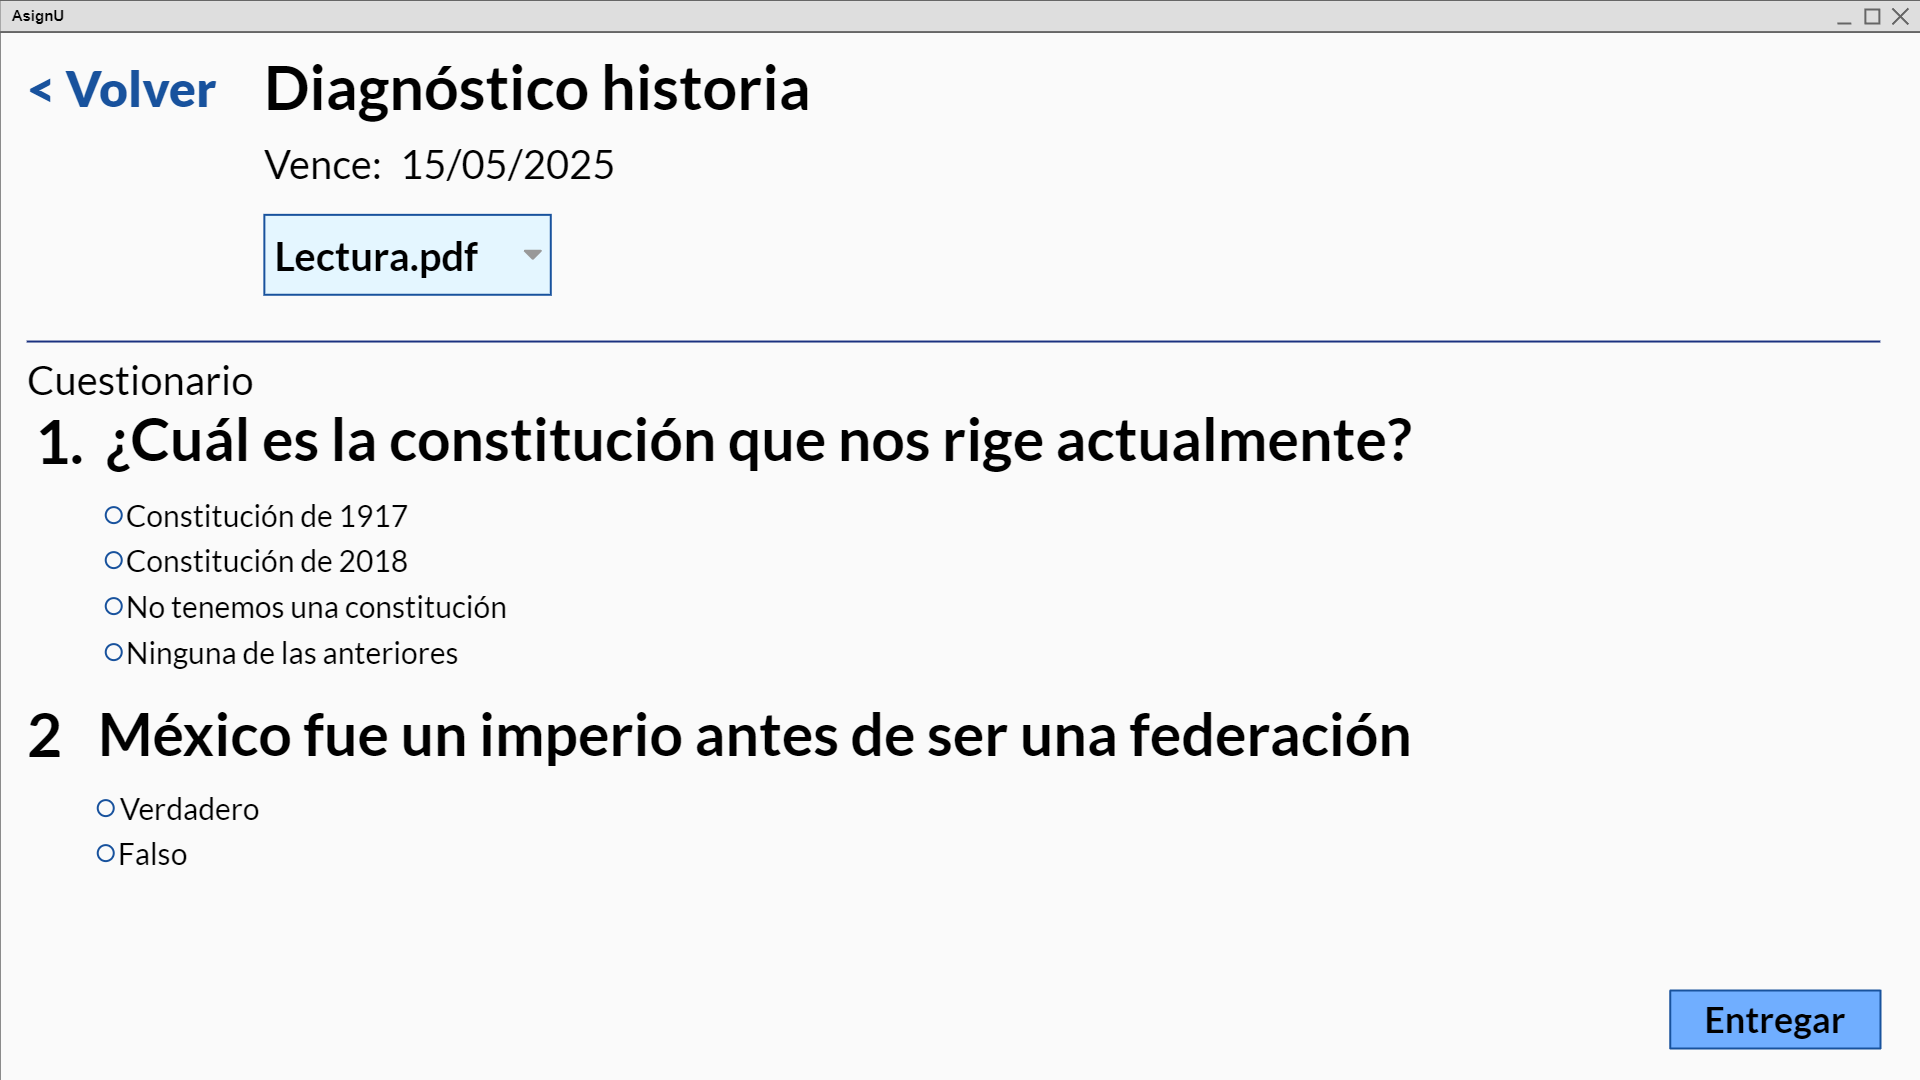 AsignU
< Volver Diagnóstico historia
Vence: 15/05/2025
Lectura.pdf
Cuestionario
1. ¿Cuál es la constitución que nos rige actualmente?
Constitución de 1917
Constitución de 2018
No tenemos una constitución
Ninguna de las anteriores
2 México fue un imperio antes de ser una federación
Verdadero
Falso
Entregar